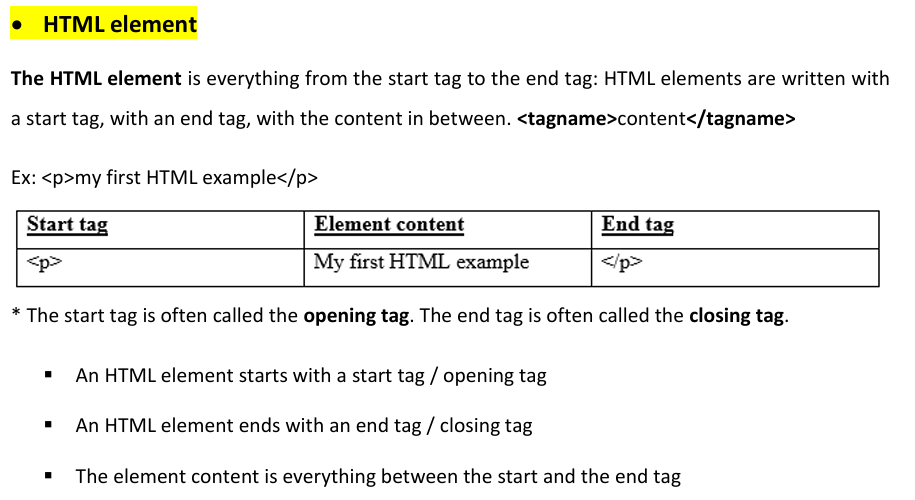 • HTML element
The HTML element is everything from the start tag to the end tag: HTML elements are written with
a start tag, with an end tag, with the content in between. <tagname>content</tagname>
Ex: <p>my first HTML example</p>
Start tag Element content End tag
<p> My first HTML example </p>
* The start tag is often called the opening tag. The end tag is often called the closing tag.
▪ An HTML element starts with a start tag / opening tag
▪ An HTML element ends with an end tag / closing tag
▪ The element content is everything between the start and the end tag